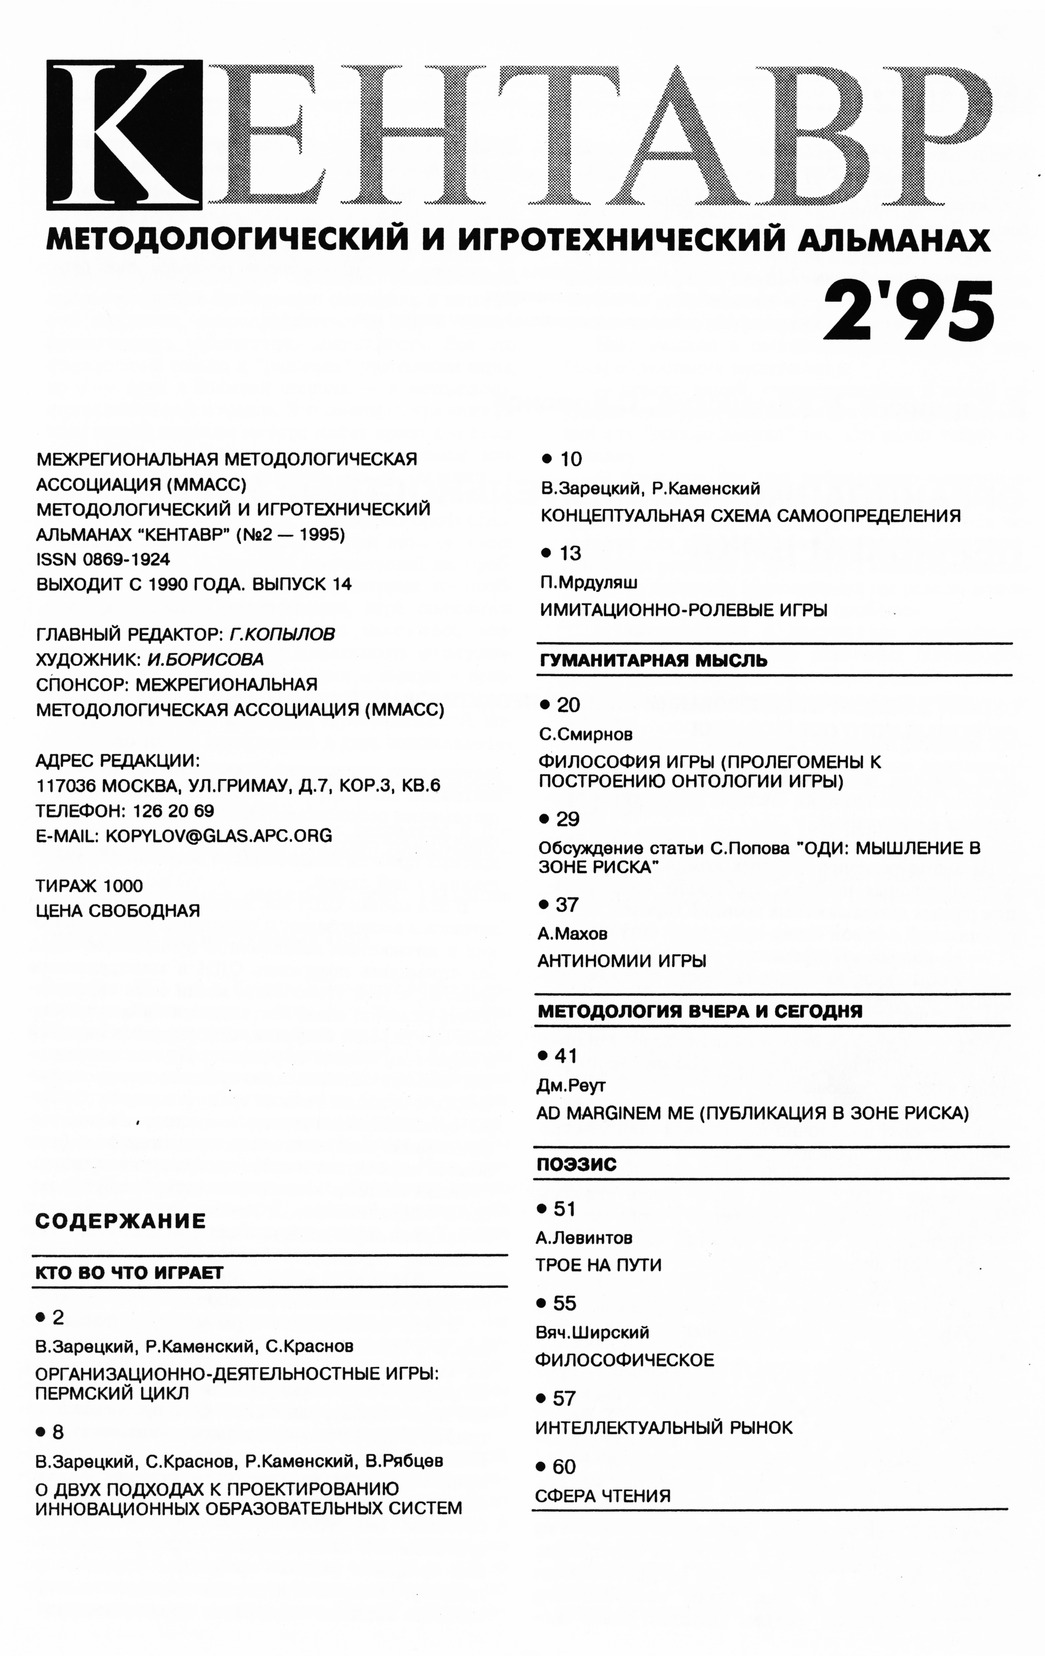 КЕНТАВР
МЕТОДОЛОГИЧЕСКИЙ И ИГРОТЕХНИЧЕСКИЙ АЛЬМАНАХ
2'95
МЕЖРЕГИОНАЛЬНАЯ МЕТОДОЛОГИЧЕСКАЯ
АССОЦИАЦИЯ (ММАСС)
МЕТОДОЛОГИЧЕСКИЙ И ИГРОТЕХНИЧЕСКИЙ
АЛЬМАНАХ "КЕНТАВР" (№2 — 1995)
ISSN 0869-1924
ВЫХОДИТ С 1990 ГОДА. ВЫПУСК 14
ГЛАВНЫЙ РЕДАКТОР: Г.КОПЫЛОВ
ХУДОЖНИК: И.БОРИСОВА
СПОНСОР: МЕЖРЕГИОНАЛЬНАЯ
МЕТОДОЛОГИЧЕСКАЯ АССОЦИАЦИЯ (ММАСС)
АДРЕС РЕДАКЦИИ:
117036 МОСКВА, УЛ.ГРИМАУ, Д.7, КОР.3, КВ.6
ТЕЛЕФОН: 126 20 69
E-MAIL: KOPYLOV@GLAS.APC.ORG
ТИРАЖ 1000
ЦЕНА СВОБОДНАЯ
СОДЕРЖАНИЕ
КТО ВО ЧТО ИГРАЕТ
● 2
В.Зарецкий, Р.Каменский, С.Краснов
ОРГАНИЗАЦИОННО-ДЕЯТЕЛЬНОСТНЫЕ ИГРЫ:
ПЕРМСКИЙ ЦИКЛ
● 8
В.Зарецкий, С.Краснов, Р.Каменский, В.Рябцев
О ДВУХ ПОДХОДАХ К ПРОЕКТИРОВАНИЮ
ИННОВАЦИОННЫХ ОБРАЗОВАТЕЛЬНЫХ СИСТЕМ
● 10
В.Зарецкий, Р.Каменский
КОНЦЕПТУАЛЬНАЯ СХЕМА САМООПРЕДЕЛЕНИЯ
● 13
П.Мрдуляш
ИМИТАЦИОННО-РОЛЕВЫЕ ИГРЫ
ГУМАНИТАРНАЯ МЫСЛЬ
● 20
С.Смирнов
ФИЛОСОФИЯ ИГРЫ (ПРОЛЕГОМЕНЫ К
ПОСТРОЕНИЮ ОНТОЛОГИИ ИГРЫ)
● 29
Обсуждение статьи С.Попова "ОДИ: МЫШЛЕНИЕ В
ЗОНЕ РИСКА"
● 37
А.Махов
АНТИНОМИИ ИГРЫ
МЕТОДОЛОГИЯ ВЧЕРА И СЕГОДНЯ
● 41
Дм.Реут
AD MARGINEM ME (ПУБЛИКАЦИЯ В ЗОНЕ РИСКА)
ПОЭЗИС
● 51
А.Левинтов
ТРОЕ НА ПУТИ
● 55
Вяч.Ширский
ФИЛОСОФИЧЕСКОЕ
● 57
ИНТЕЛЛЕКТУАЛЬНЫЙ РЫНОК
● 60
СФЕРА ЧТЕНИЯ